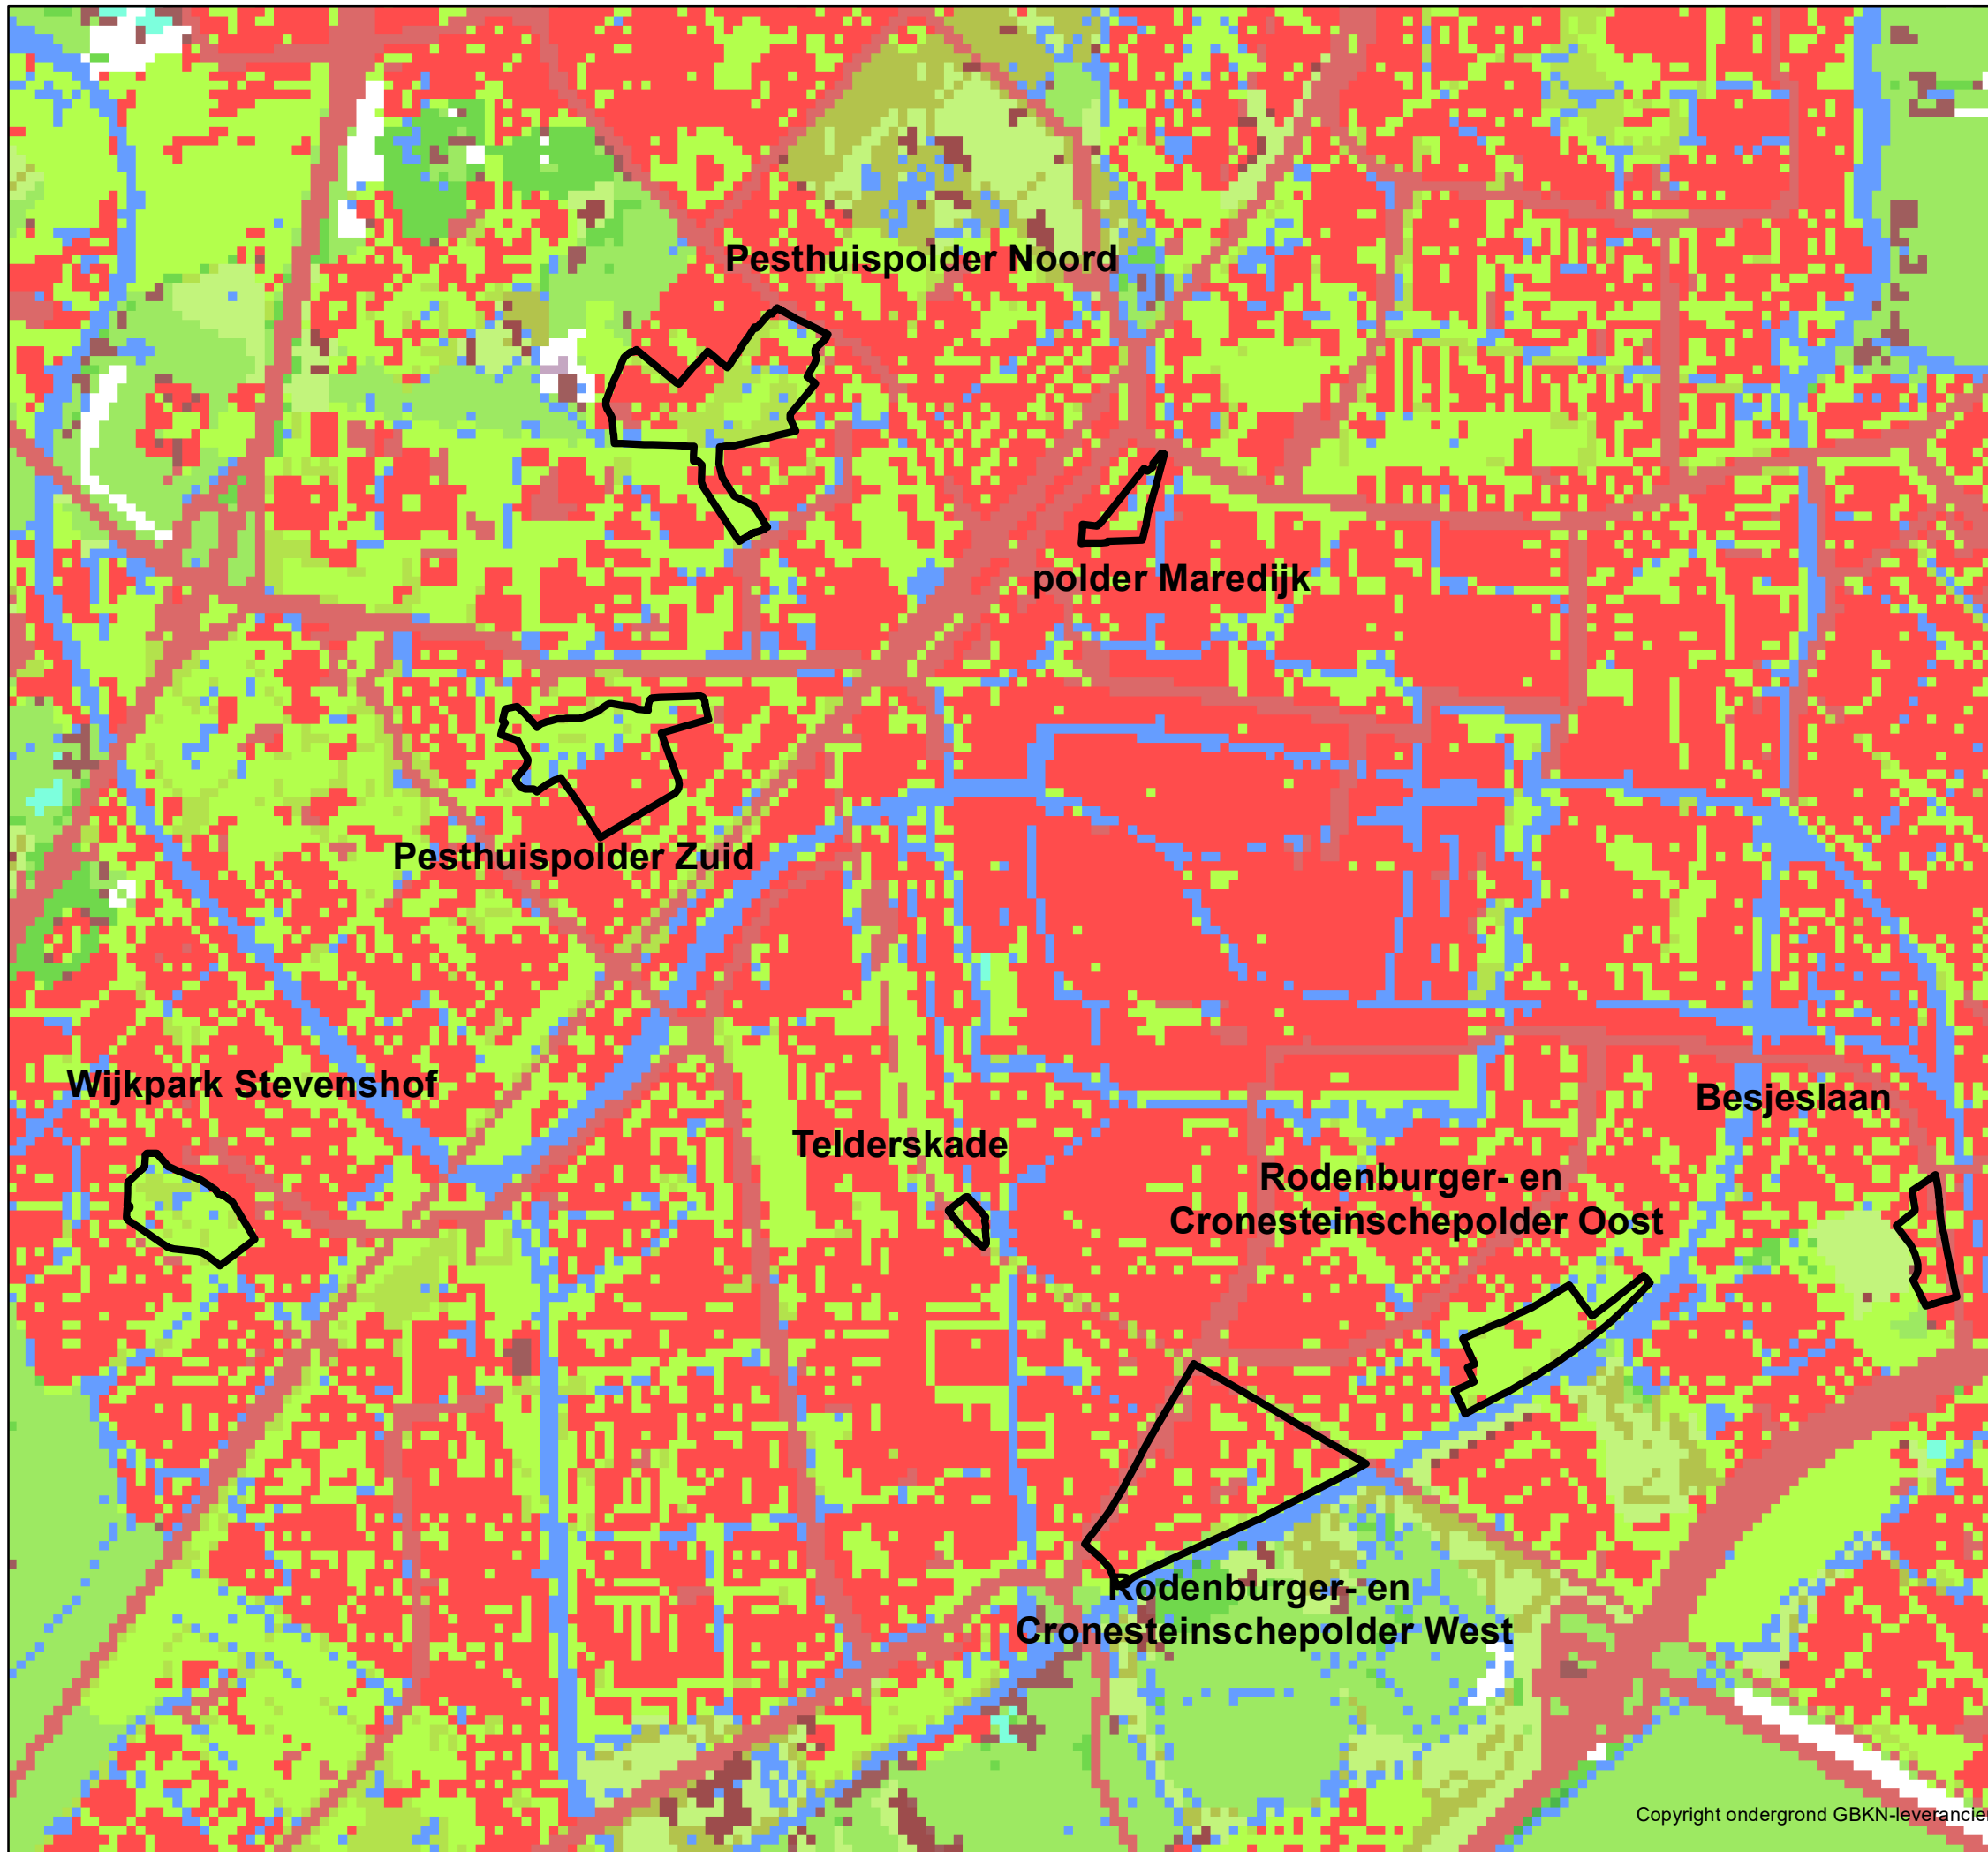 Pesthuispolder Noord
polder Maredijk
Pesthuispolder Zuid
Wijkpark Stevenshof
Telderskade
Besjeslaan
Rodenburger- en
Cronesteinschepolder Oost
Rodenburger- en
Cronesteinschepolder West
Copyright ondergrond GBKN-leverancier